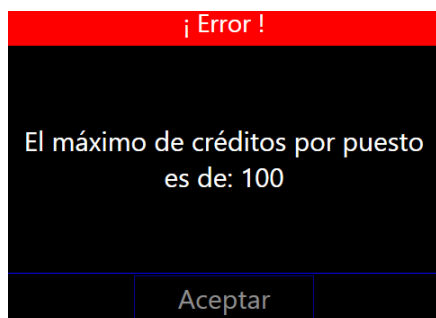 ¡ Error !
El máximo de créditos por puesto
es de: 100
Aceptar